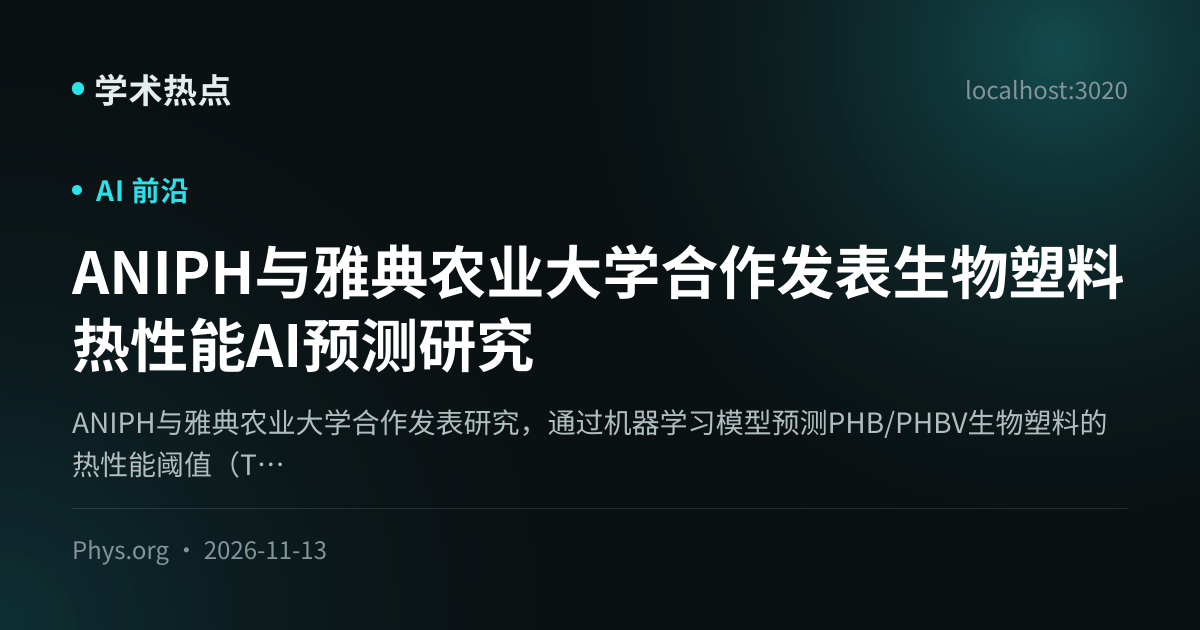 学术热点
localhost:3020
AI 前沿
ANIPH与雅典农业大学合作发表生物塑料
热性能AI预测研究
ANIPH与雅典农业大学合作发表研究，通过机器学习模型预测PHB/PHBV生物塑料的
热性能阈值（T…
Phys.org · 2026-11-13